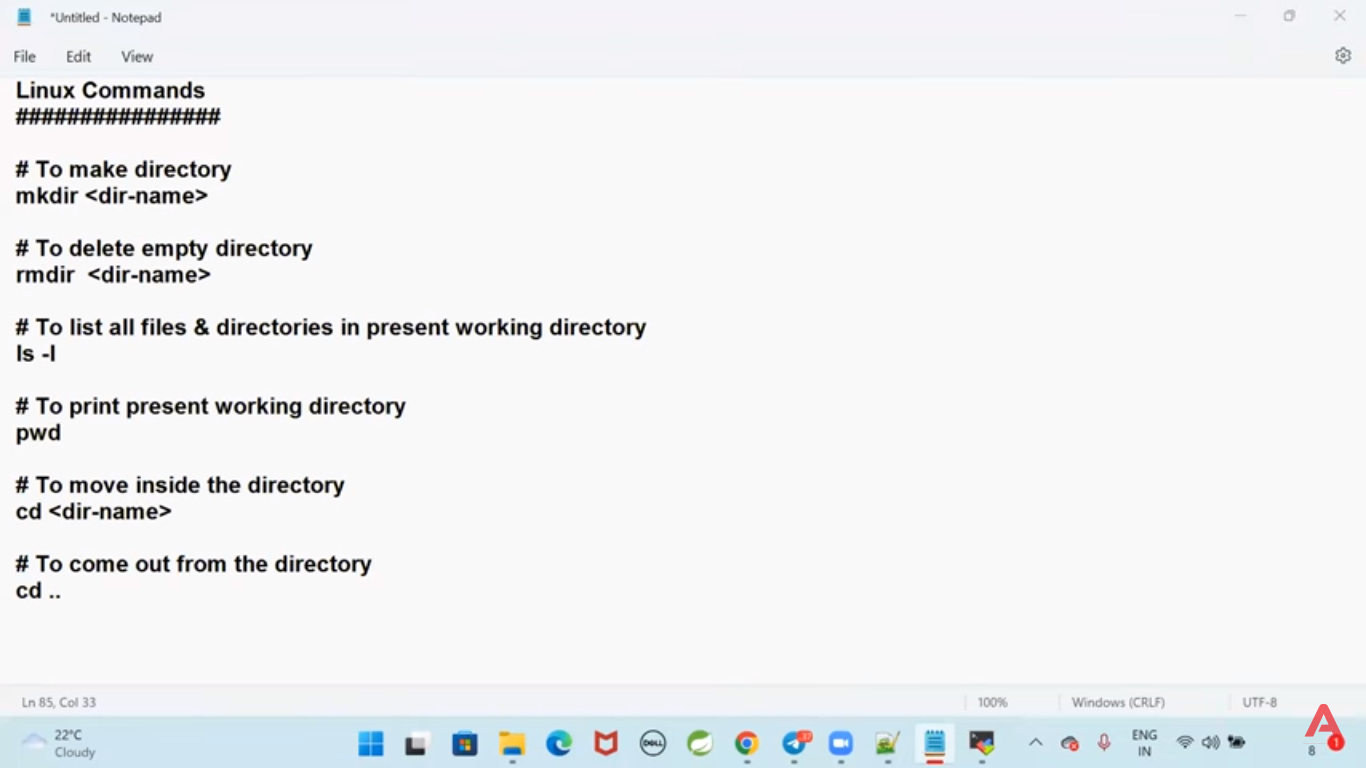 *Untitled - Notepad
File Edit View
Linux Commands
################
# To make directory
mkdir <dir-name>
# To delete empty directory
rmdir  <dir-name>
# To list all files & directories in present working directory
ls -l
# To print present working directory
pwd
# To move inside the directory
cd <dir-name>
# To come out from the directory
cd ..
Ln 85, Col 33 100% Windows (CRLF) UTF-8
22°C
Cloudy
DELL
37
ENG
IN
8
A
1